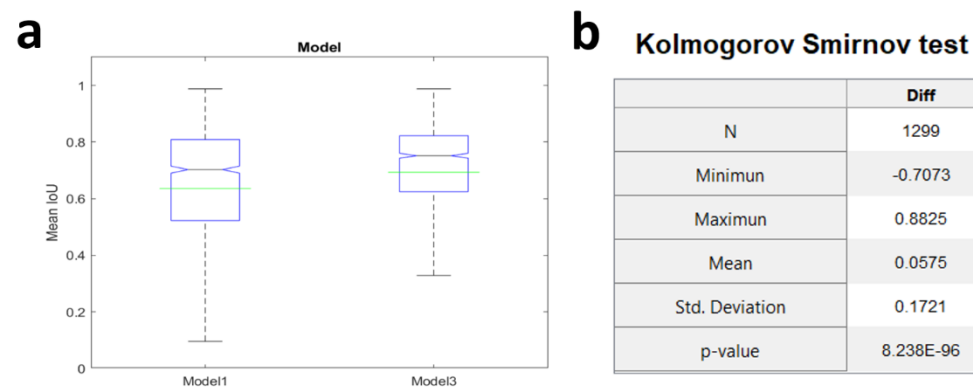 a
Model
Mean IoU
1
0.8
0.6
0.4
0.2
0
Model1 Model3
b
Kolmogorov Smirnov test
Diff
N 1299
Minimun -0.7073
Maximun 0.8825
Mean 0.0575
Std. Deviation 0.1721
p-value 8.238E-96